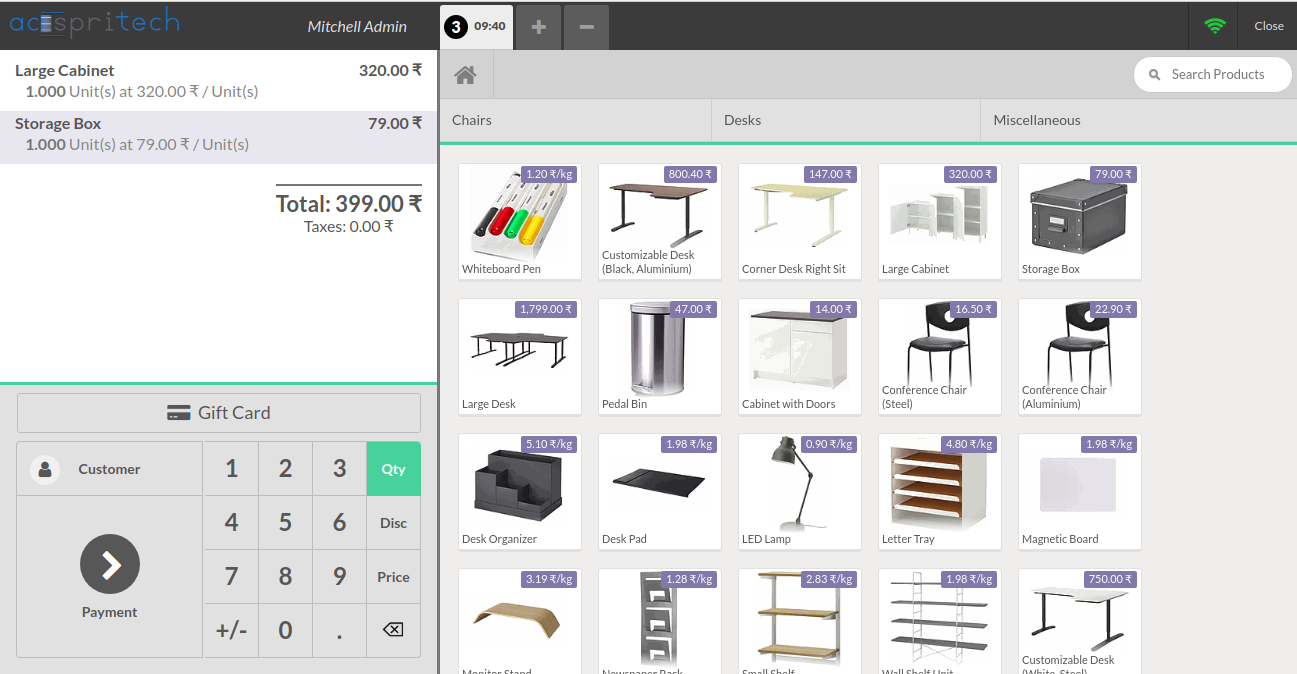 acespritech
Mitchell Admin
3 09:40
+
−
Close
Large Cabinet 320.00 ₹
1.000 Unit(s) at 320.00 ₹ / Unit(s)
Storage Box 79.00 ₹
1.000 Unit(s) at 79.00 ₹ / Unit(s)
Total: 399.00 ₹
Taxes: 0.00 ₹
Gift Card
Customer
Payment
1 2 3 Qty
4 5 6 Disc
7 8 9 Price
+/- 0 .
Search Products
Chairs Desks Miscellaneous
1.20 ₹/kg
Whiteboard Pen
800.40 ₹
Customizable Desk
(Black, Aluminium)
147.00 ₹
Corner Desk Right Sit
320.00 ₹
Large Cabinet
79.00 ₹
Storage Box
1,799.00 ₹
Large Desk
47.00 ₹
Pedal Bin
14.00 ₹
Cabinet with Doors
16.50 ₹
Conference Chair
(Steel)
22.90 ₹
Conference Chair
(Aluminium)
5.10 ₹/kg
Desk Organizer
1.98 ₹/kg
Desk Pad
0.90 ₹/kg
LED Lamp
4.80 ₹/kg
Letter Tray
1.98 ₹/kg
Magnetic Board
3.19 ₹/kg
Monitor Stand
1.28 ₹/kg
Newspaper Rack
2.83 ₹/kg
Small Shelf
1.98 ₹/kg
Wall Shelf Unit
750.00 ₹
Customizable Desk
(White, Steel)